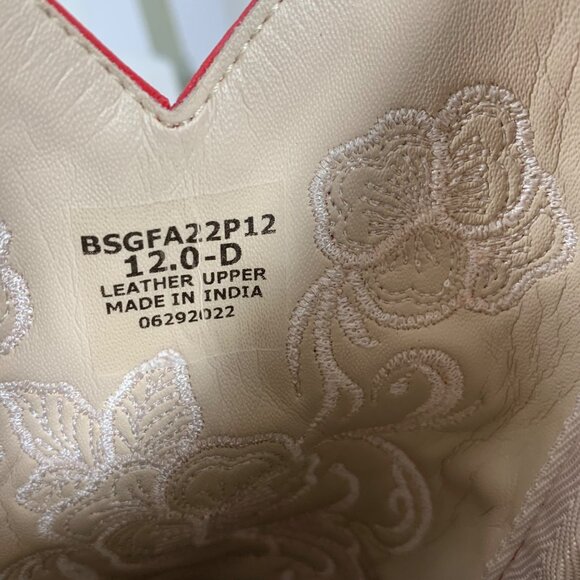 BSGFA22P12
12.0-D
LEATHER UPPER
MADE IN INDIA
06292022